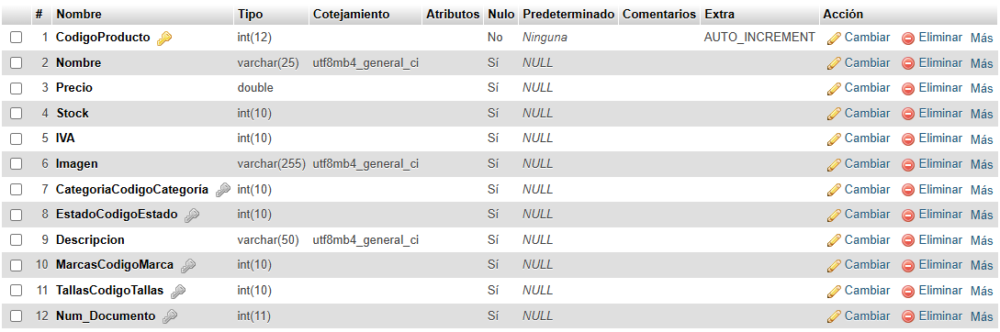 # Nombre Tipo Cotejamiento Atributos Nulo Predeterminado Comentarios Extra Acción
1 CodigoProducto int(12) No Ninguna AUTO_INCREMENT Cambiar Eliminar Más
2 Nombre varchar(25) utf8mb4_general_ci Sí NULL Cambiar Eliminar Más
3 Precio double Sí NULL Cambiar Eliminar Más
4 Stock int(10) Sí NULL Cambiar Eliminar Más
5 IVA int(10) Sí NULL Cambiar Eliminar Más
6 Imagen varchar(255) utf8mb4_general_ci Sí NULL Cambiar Eliminar Más
7 CategoriaCodigoCategoría int(10) Sí NULL Cambiar Eliminar Más
8 EstadoCodigoEstado int(10) Sí NULL Cambiar Eliminar Más
9 Descripcion varchar(50) utf8mb4_general_ci Sí NULL Cambiar Eliminar Más
10 MarcasCodigoMarca int(10) Sí NULL Cambiar Eliminar Más
11 TallasCodigoTallas int(10) Sí NULL Cambiar Eliminar Más
12 Num_Documento int(11) Sí NULL Cambiar Eliminar Más